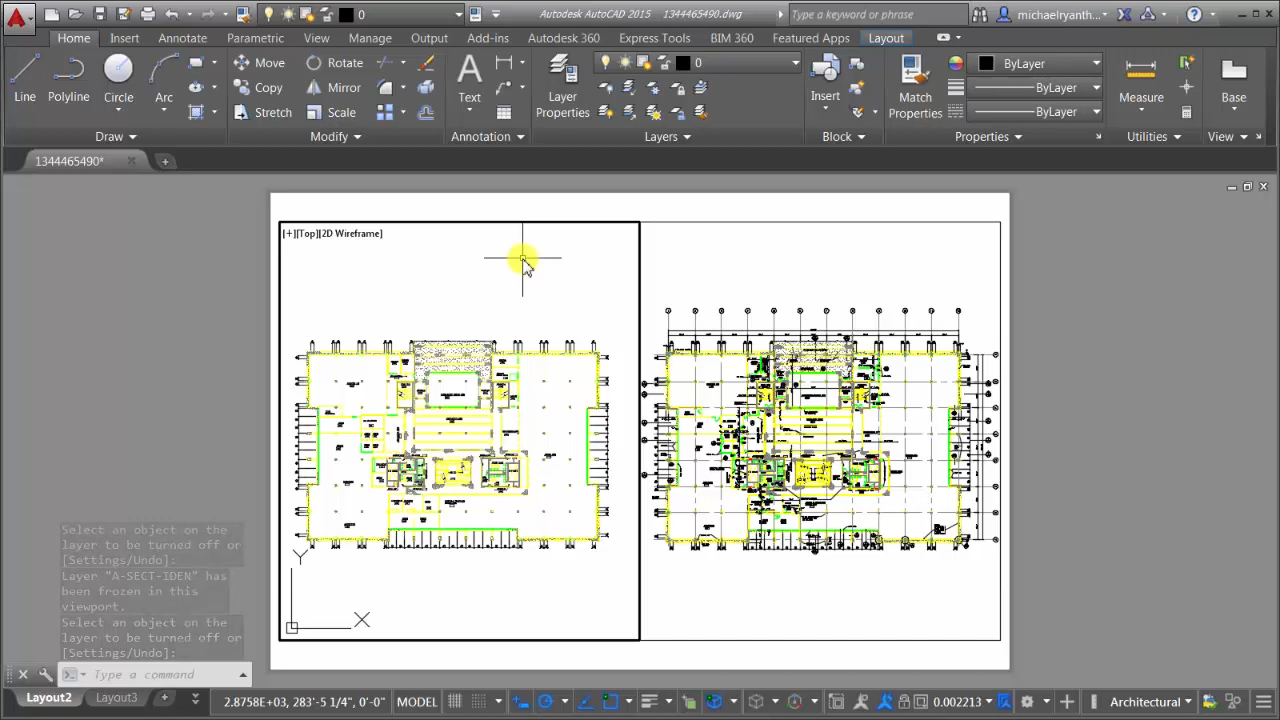 0
Autodesk AutoCAD 2015 1344465490.dwg
Type a keyword or phrase
michaelryanth...
Home Insert Annotate Parametric View Manage Output Add-ins Autodesk 360 Express Tools BIM 360 Featured Apps Layout
Line Polyline Circle Arc
Draw
Move Rotate
Copy Mirror
Stretch Scale
Modify
Text
Annotation
Layer
Properties
0
Layers
Insert
Block
Match
Properties
ByLayer
ByLayer
ByLayer
Properties
Measure
Utilities
Base
View
1344465490*
[+][Top][2D Wireframe]
Select an object on the
layer to be turned off or
[Settings/Undo]:
Layer "A-SECT-IDEN" has
been frozen in this
viewport.
Select an object on the
layer to be turned off or
[Settings/Undo]:
Y
X
Type a command
Layout2 Layout3 2.8758E+03, 283'-5 1/4", 0'-0" MODEL 0.002213 Architectural